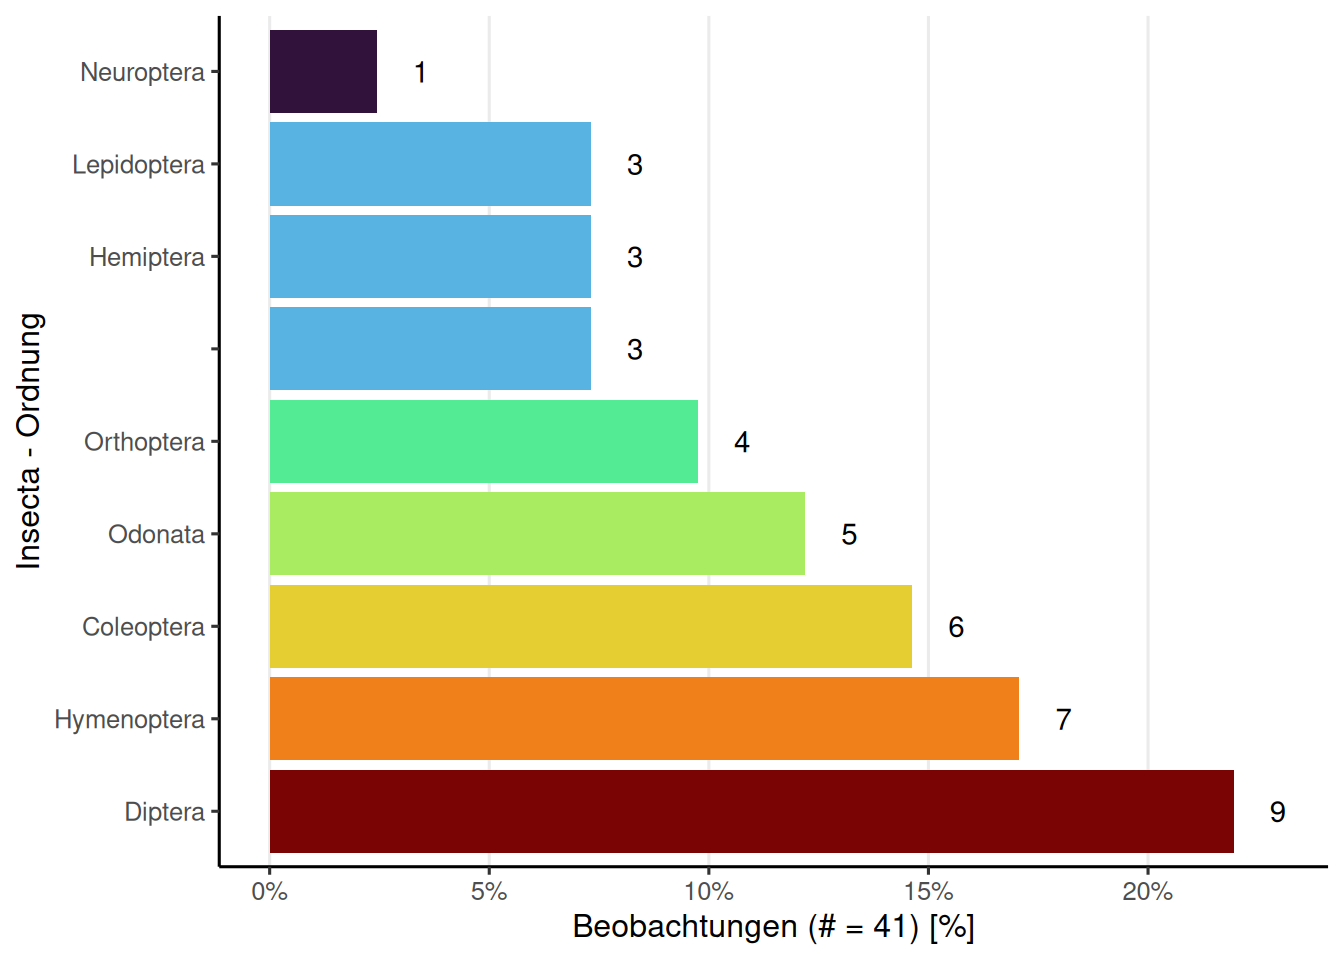 Insecta - Ordnung
Neuroptera 1
Lepidoptera 3
Hemiptera 3
3
Orthoptera 4
Odonata 5
Coleoptera 6
Hymenoptera 7
Diptera 9
0% 5% 10% 15% 20%
Beobachtungen (# = 41) [%]